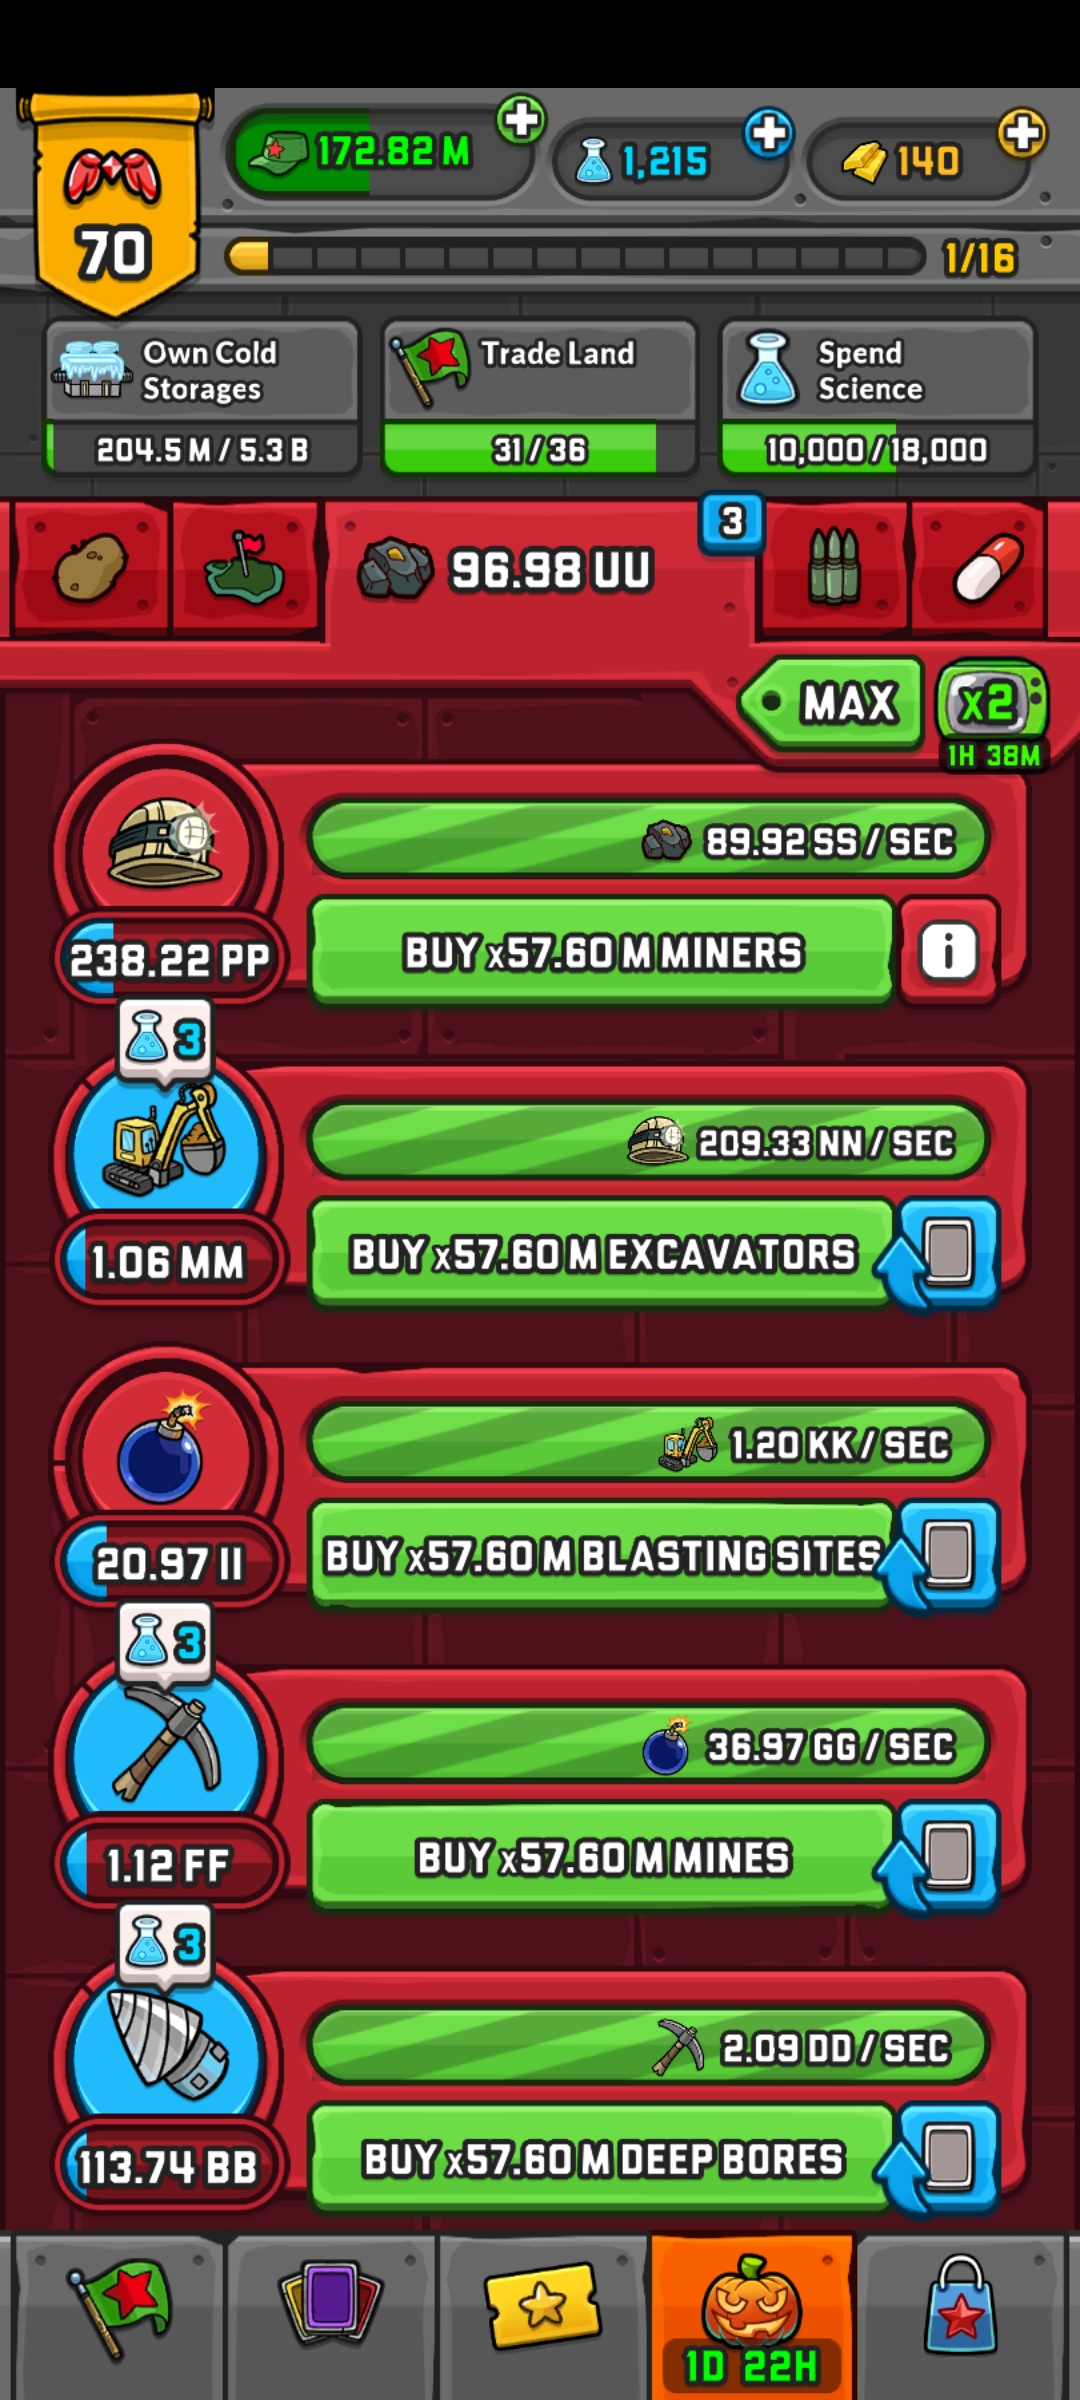 172.82 M
1,215
140
70
1/16
Own Cold
Storages
204.5 M / 5.3 B
Trade Land
31 / 36
Spend
Science
10,000 / 18,000
96.98 UU
3
MAX
x2
1H 38M
89.92 SS / SEC
238.22 PP
BUY x57.60 M MINERS
i
3
209.33 NN / SEC
1.06 MM
BUY x57.60 M EXCAVATORS
1.20 KK / SEC
20.97 II
BUY x57.60 M BLASTING SITES
3
36.97 GG / SEC
1.12 FF
BUY x57.60 M MINES
3
2.09 DD / SEC
113.74 BB
BUY x57.60 M DEEP BORES
1D 22H